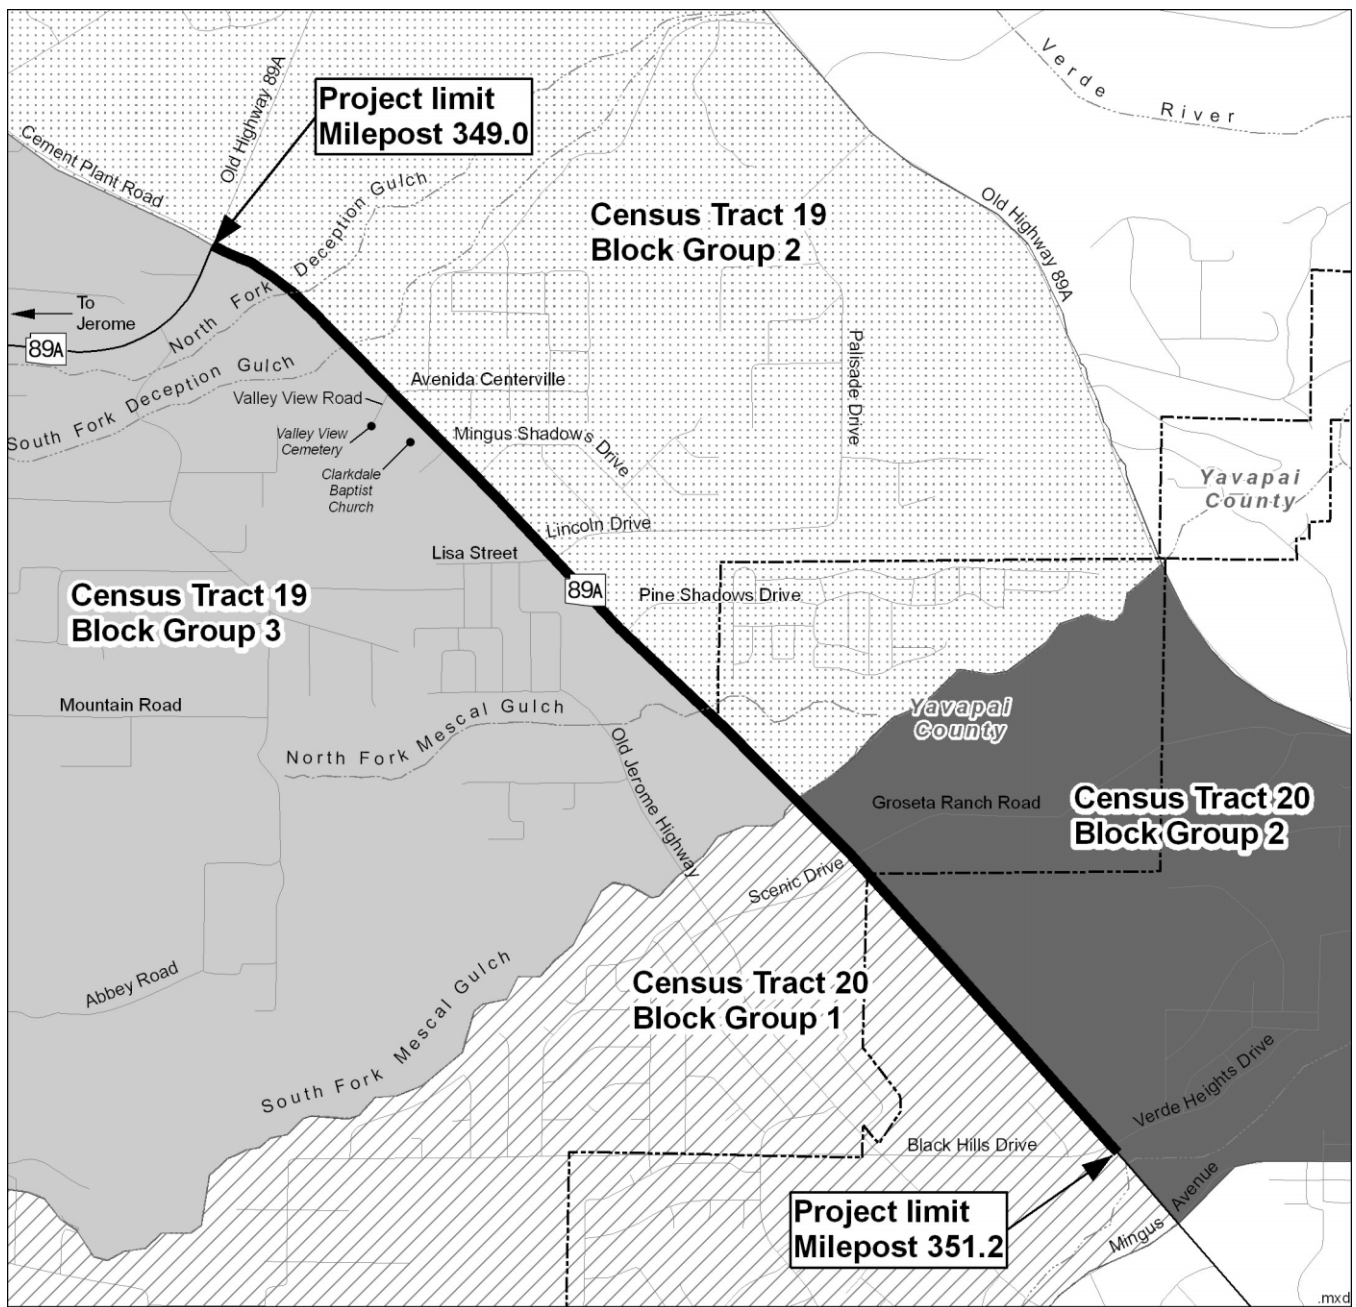 Verde River
Old Highway 89A
Project limit
Milepost 349.0
Cement Plant Road
North Fork Deception Gulch
Census Tract 19
Block Group 2
Old Highway 89A
To
Jerome
89A
South Fork Deception Gulch
Avenida Centerville
Palisade Drive
Valley View Road
Valley View
Cemetery
Mingus Shadows Drive
Clarkdale
Baptist
Church
Yavapai
County
Lincoln Drive
Lisa Street
89A
Pine Shadows Drive
Census Tract 19
Block Group 3
Mountain Road
North Fork Mescal Gulch
Yavapai
County
Old Jerome Highway
Groseta Ranch Road
Census Tract 20
Block Group 2
Scenic Drive
Abbey Road
South Fork Mescal Gulch
Census Tract 20
Block Group 1
Verde Heights Drive
Black Hills Drive
Project limit
Milepost 351.2
Mingus Avenue
.mxd